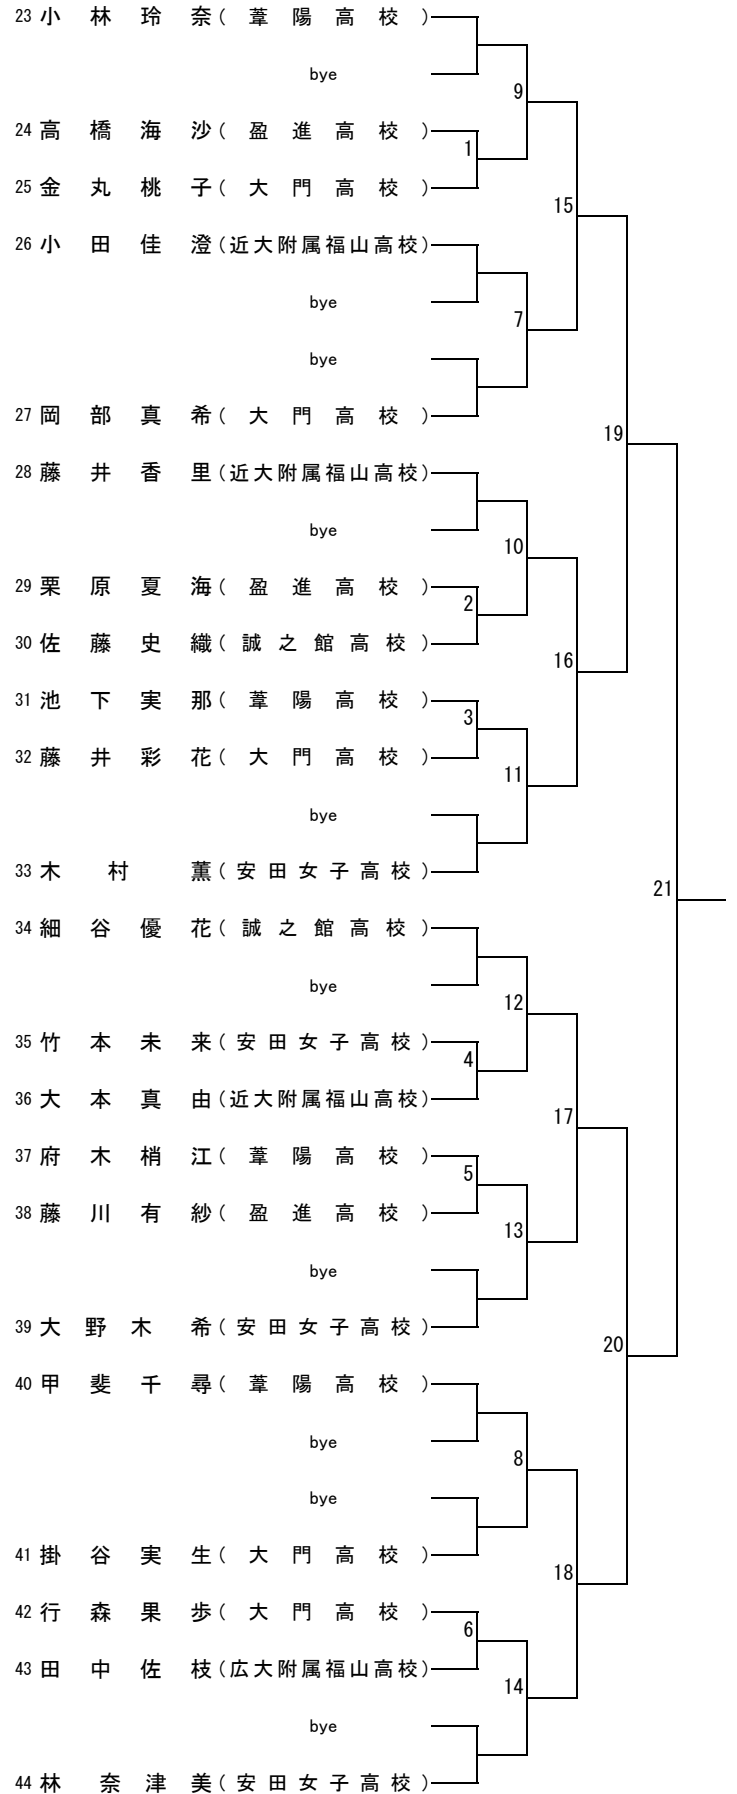 23 小林玲奈(葦陽高校)
bye
9
24 高橋海沙(盈進高校)
1
25 金丸桃子(大門高校)
15
26 小田佳澄(近大附属福山高校)
bye
7
bye
27 岡部真希(大門高校)
19
28 藤井香里(近大附属福山高校)
bye
10
29 栗原夏海(盈進高校)
2
30 佐藤史織(誠之館高校)
16
31 池下実那(葦陽高校)
3
32 藤井彩花(大門高校)
11
bye
33 木村薫(安田女子高校)
21
34 細谷優花(誠之館高校)
bye
12
35 竹本未来(安田女子高校)
4
36 大本真由(近大附属福山高校)
17
37 府木梢江(葦陽高校)
5
38 藤川有紗(盈進高校)
13
bye
39 大野木希(安田女子高校)
20
40 甲斐千尋(葦陽高校)
bye
8
bye
41 掛谷実生(大門高校)
18
42 行森果歩(大門高校)
6
43 田中佐枝(広大附属福山高校)
14
bye
44 林奈津美(安田女子高校)